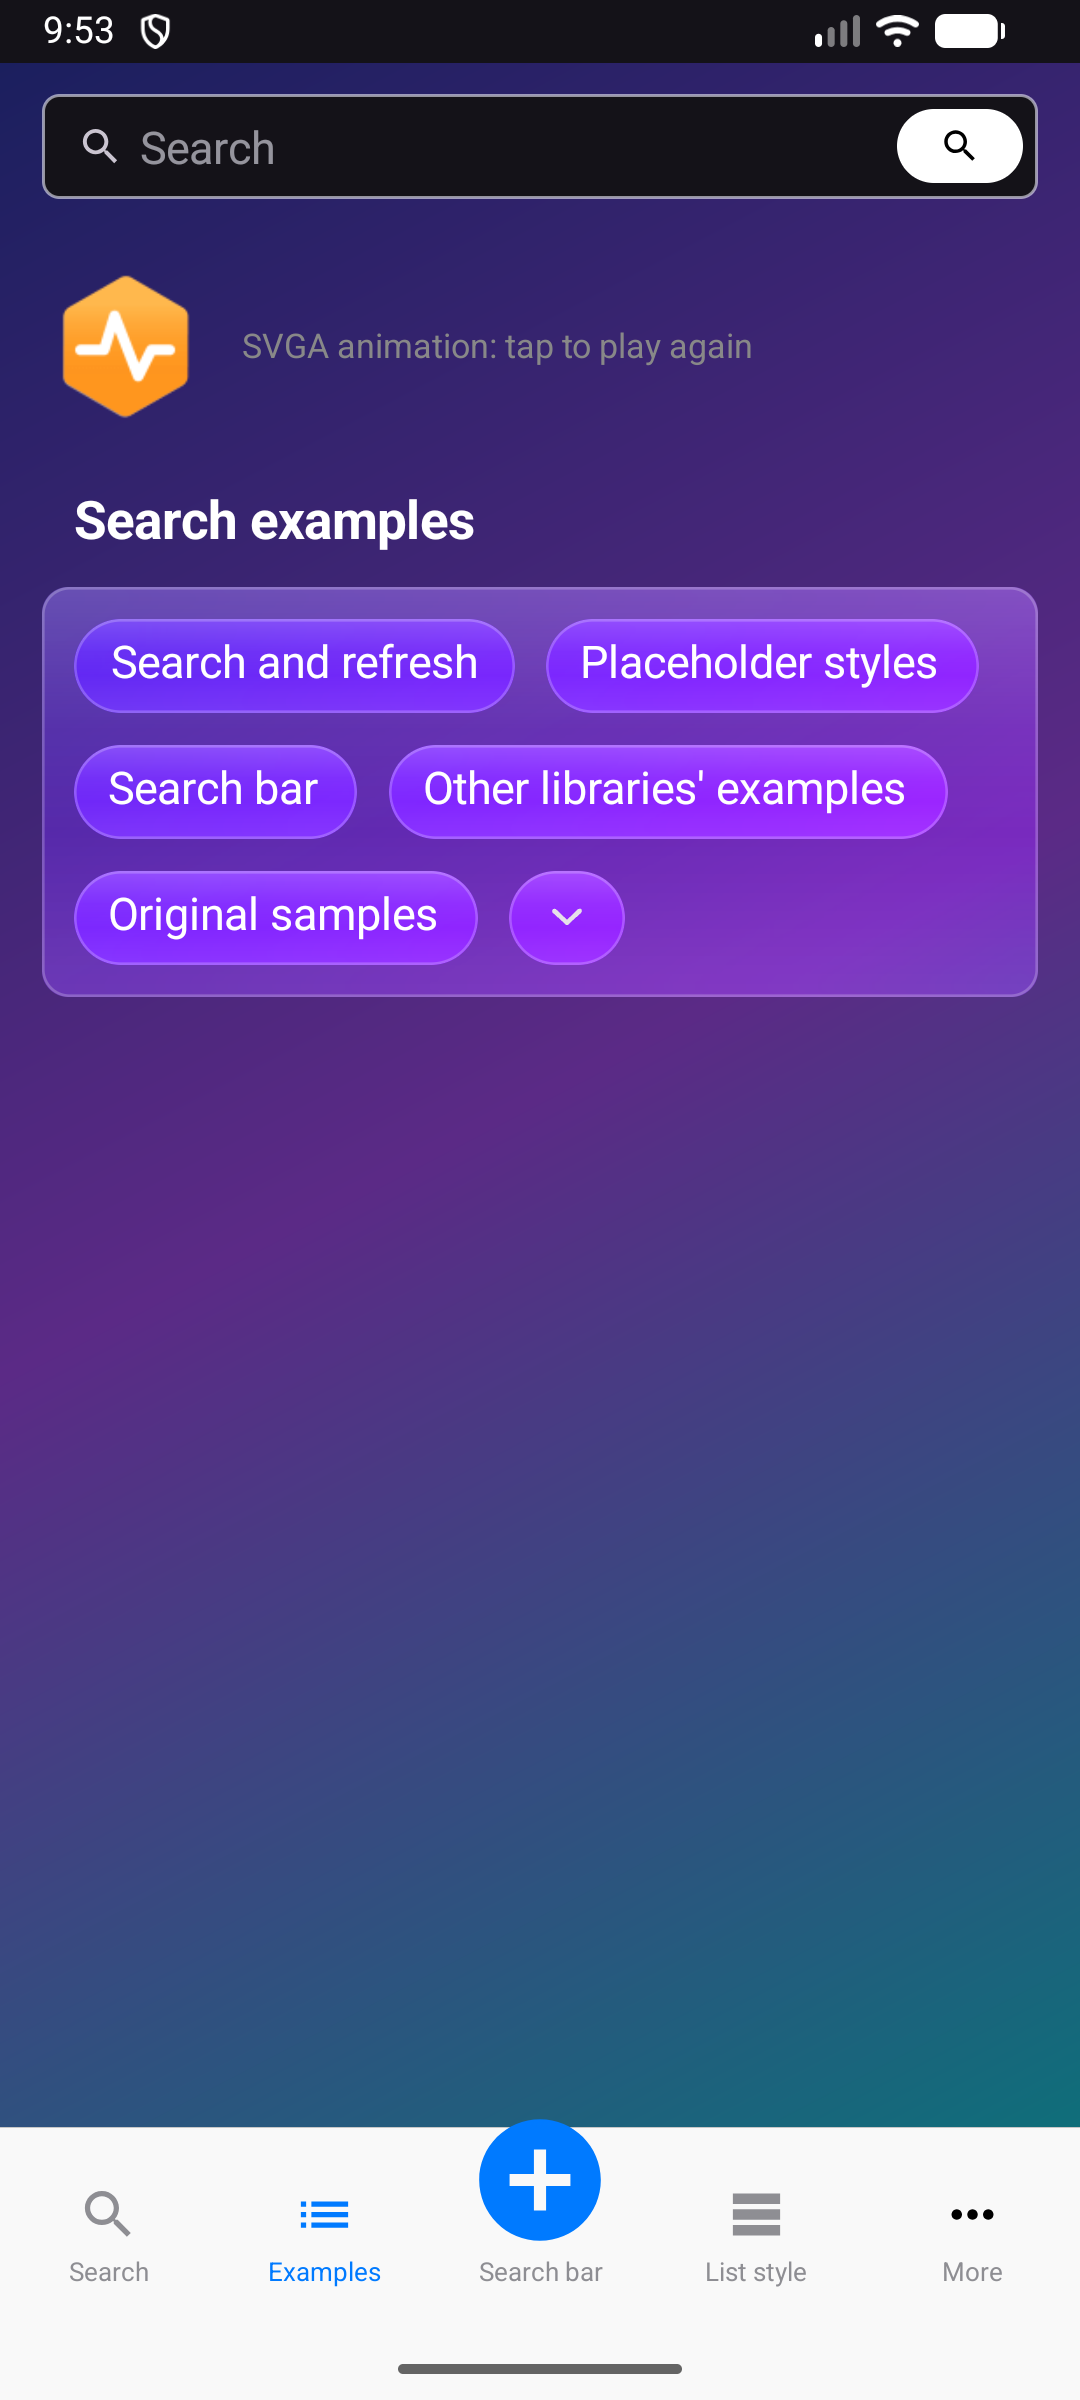 9:53
Search
SVGA animation: tap to play again
Search examples
Search and refresh
Placeholder styles
Search bar
Other libraries' examples
Original samples
Search
Examples
Search bar
List style
More